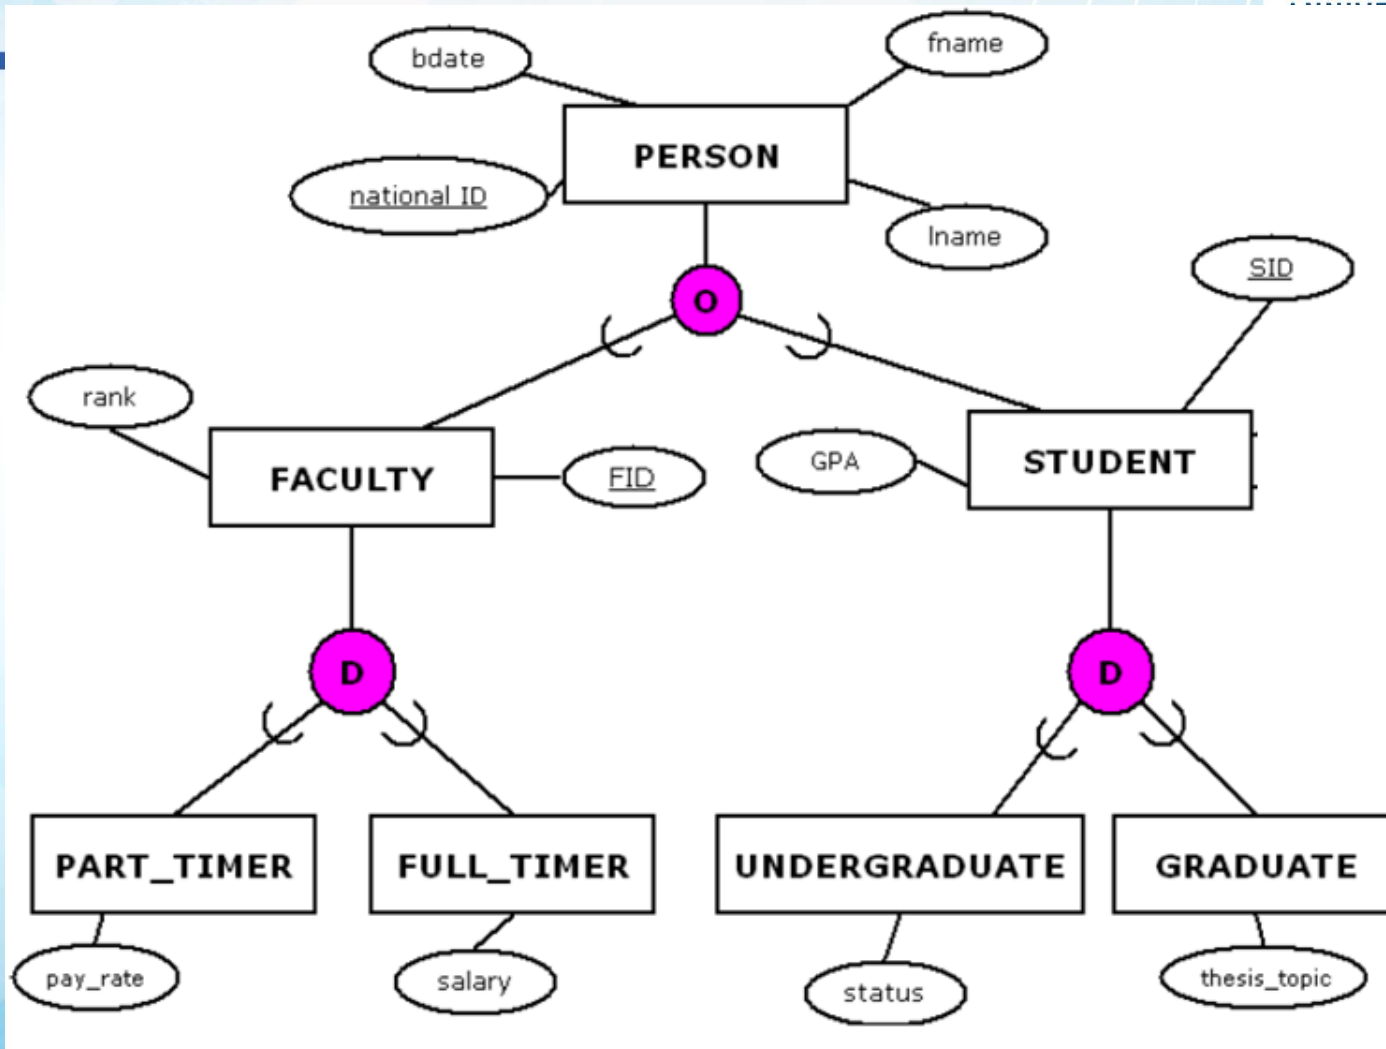 bdate
fname
PERSON
national ID
lname
SID
O
rank
GPA
STUDENT
FACULTY
FID
D
D
PART_TIMER
FULL_TIMER
UNDERGRADUATE
GRADUATE
pay_rate
salary
status
thesis_topic